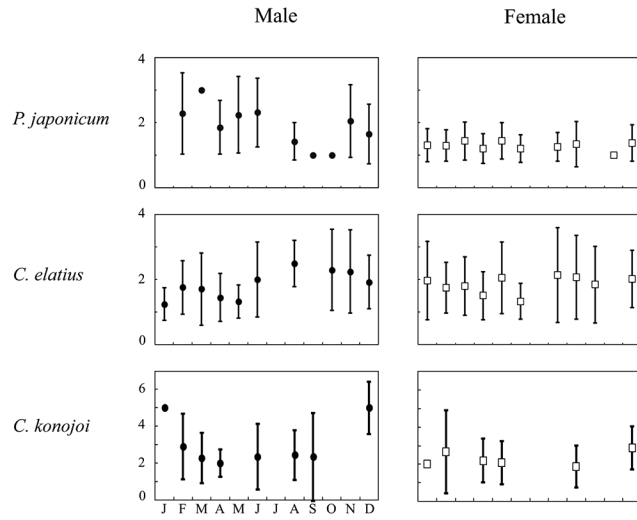 Male Female
4
P. japonicum 2
0
4
C. elatius 2
0
6
C. konojoi 4
2
0
J F M A M J J A S O N D